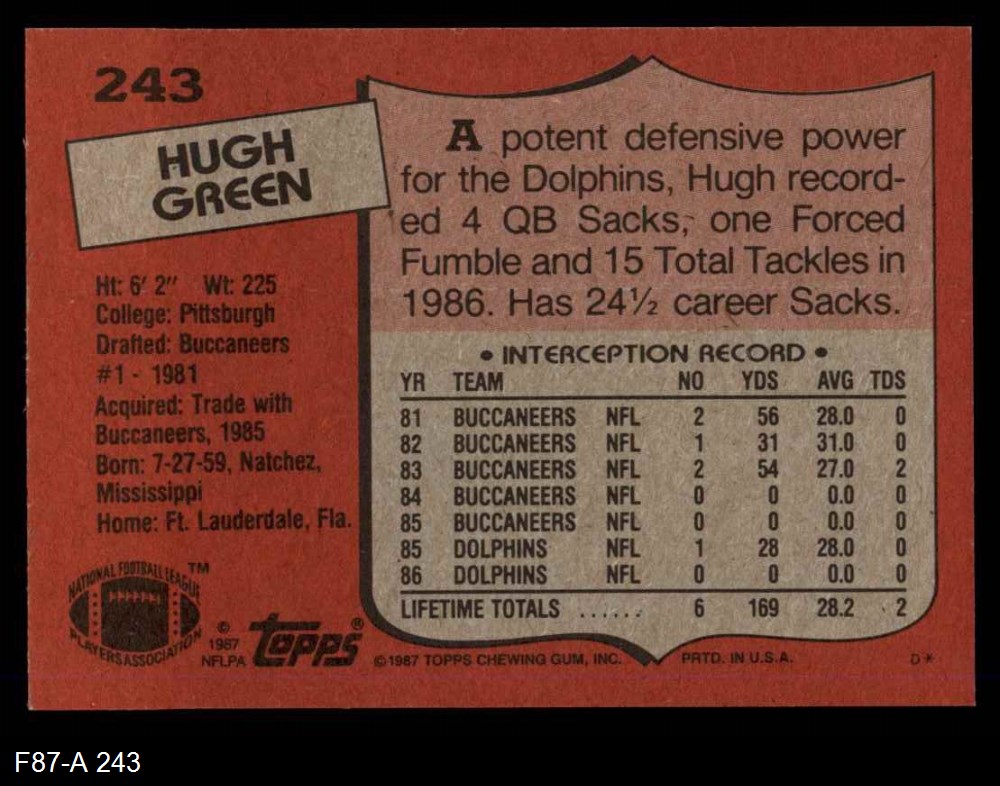 243
HUGH
GREEN
Ht: 6' 2" Wt: 225
College: Pittsburgh
Drafted: Buccaneers
#1 - 1981
Acquired: Trade with
Buccaneers, 1985
Born: 7-27-59, Natchez,
Mississippi
Home: Ft. Lauderdale, Fla.
A potent defensive power
for the Dolphins, Hugh record-
ed 4 QB Sacks, one Forced
Fumble and 15 Total Tackles in
1986. Has 24½ career Sacks.
• INTERCEPTION RECORD •
YR TEAM NO YDS AVG TDS
81 BUCCANEERS NFL 2 56 28.0 0
82 BUCCANEERS NFL 1 31 31.0 0
83 BUCCANEERS NFL 2 54 27.0 2
84 BUCCANEERS NFL 0 0 0.0 0
85 BUCCANEERS NFL 0 0 0.0 0
85 DOLPHINS NFL 1 28 28.0 0
86 DOLPHINS NFL 0 0 0.0 0
LIFETIME TOTALS ...... 6 169 28.2 2
NATIONAL FOOTBALL LEAGUE ™
PLAYERS ASSOCIATION
©
1987
NFLPA
Topps®
©1987 TOPPS CHEWING GUM, INC. PRTD. IN U.S.A. D*
F87-A 243